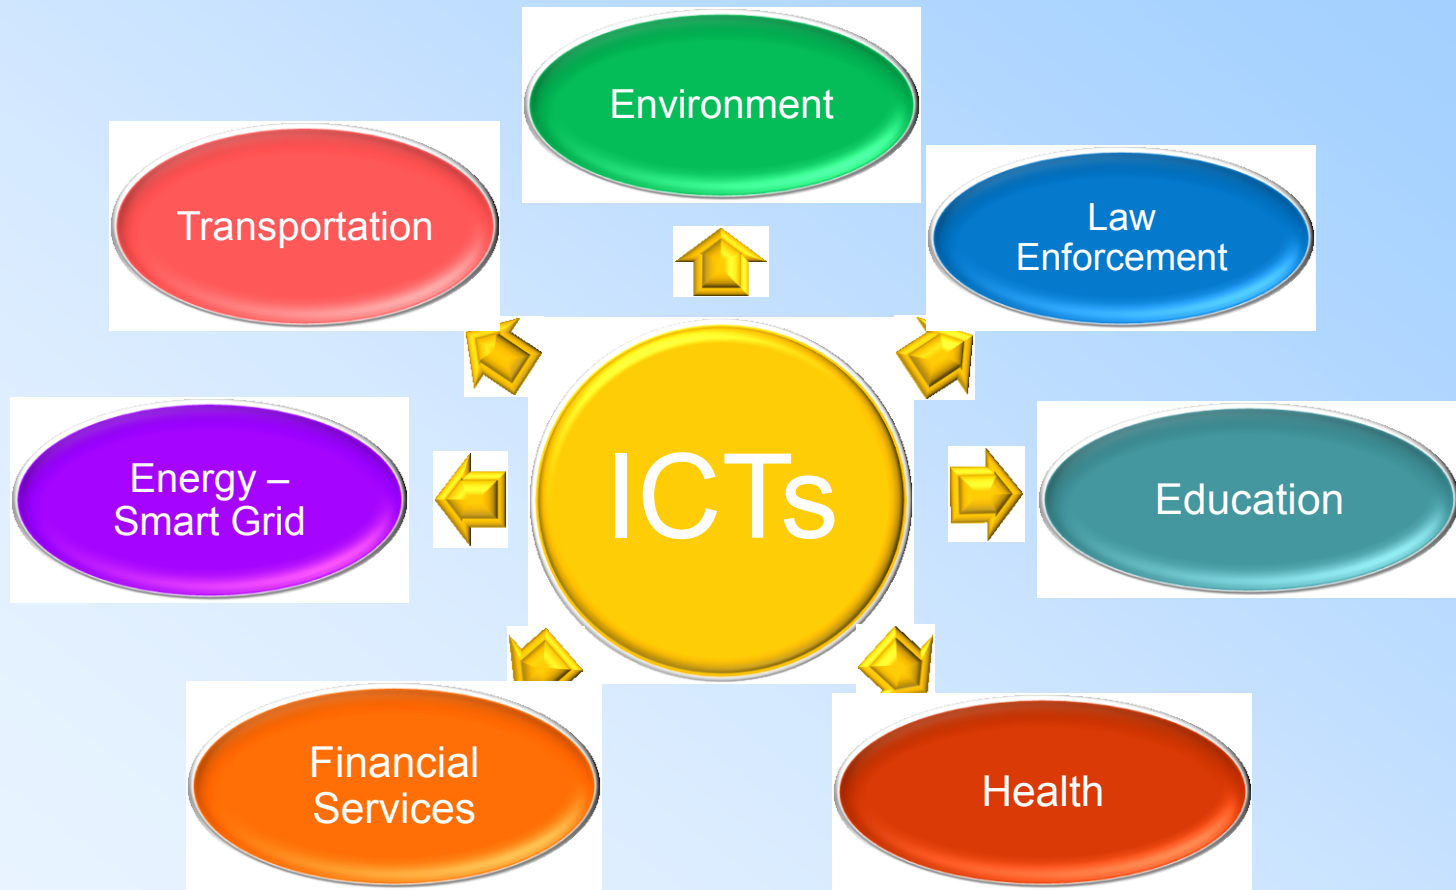 Environment
Transportation
Law
Enforcement
ICTs
Energy –
Smart Grid
Education
Financial
Services
Health